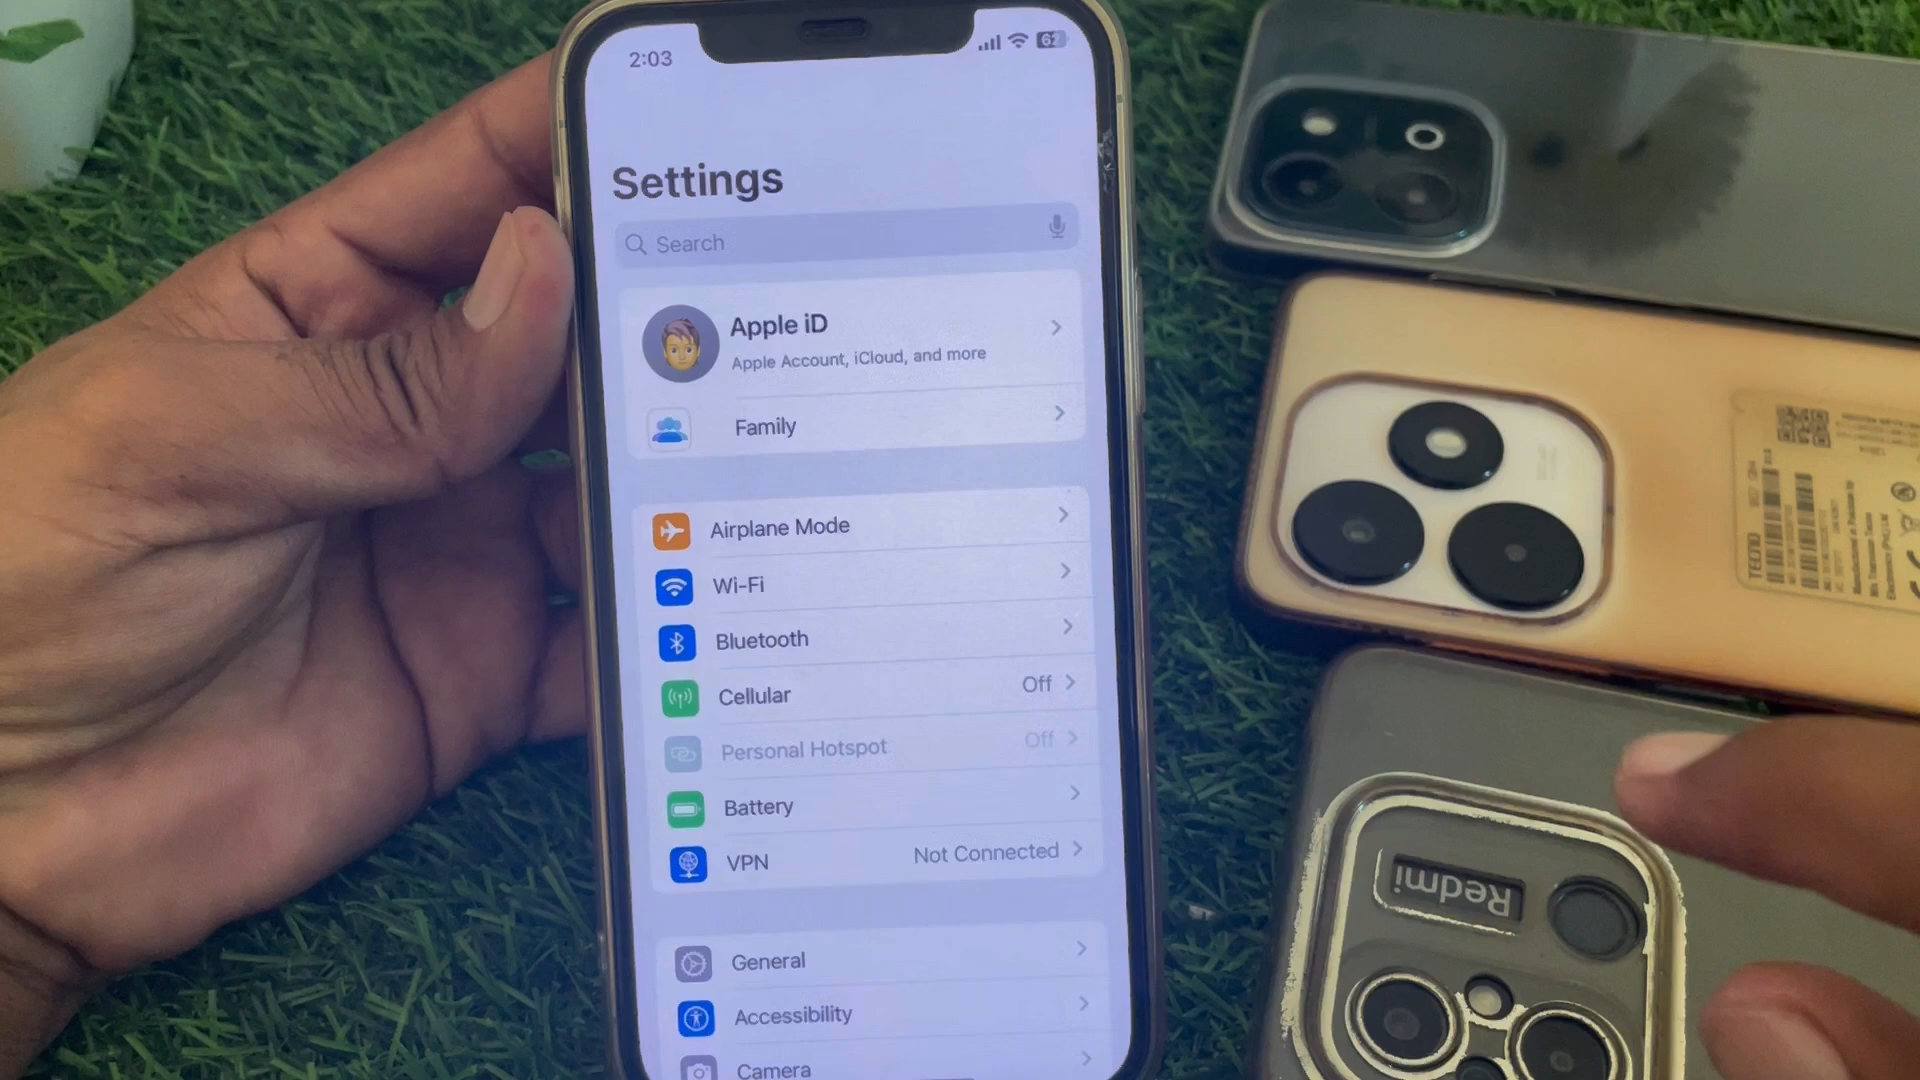 2:03
62
Settings
Search
Apple iD
Apple Account, iCloud, and more
Family
Airplane Mode
Wi-Fi
Bluetooth
Cellular Off
Personal Hotspot Off
Battery
VPN Not Connected
General
Accessibility
Camera
TECNO
Redmi